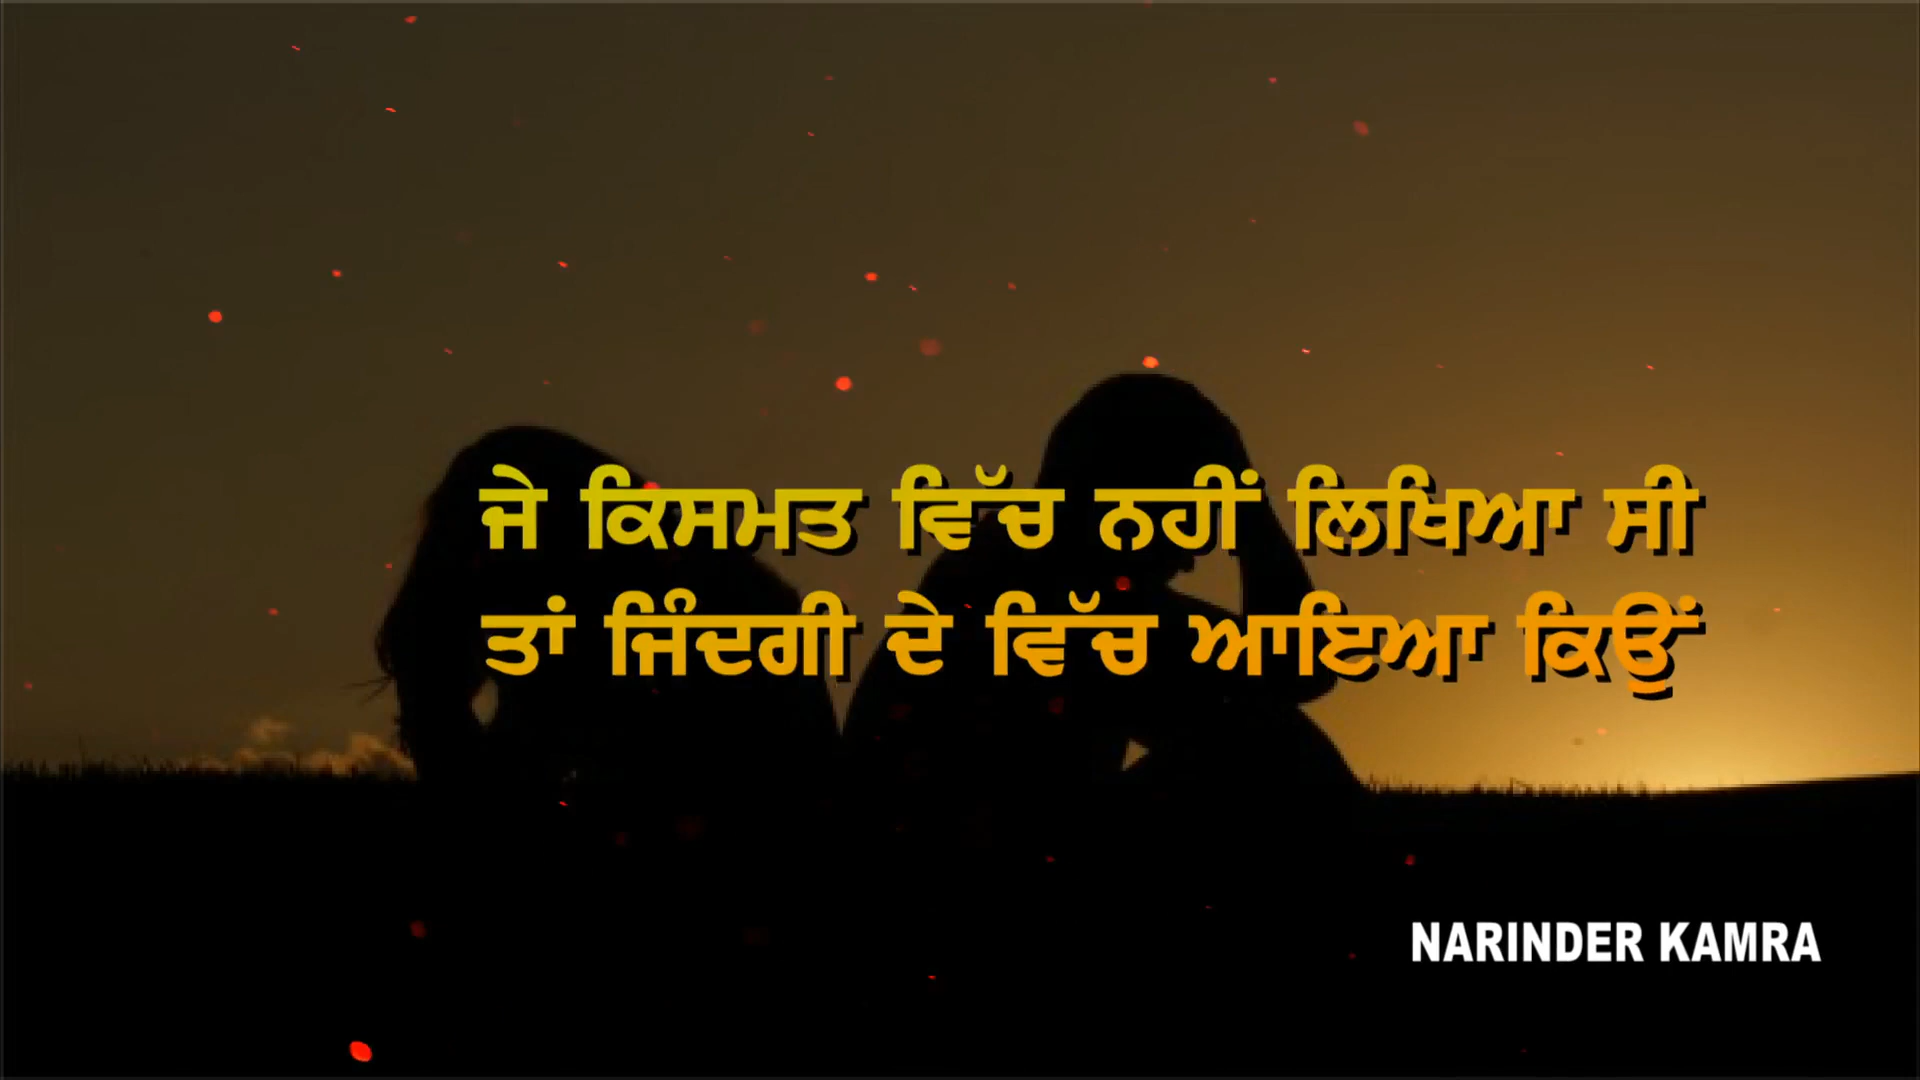 ਜੇ ਕਿਸਮਤ ਵਿੱਚ ਨਹੀਂ ਲਿਖਿਆ ਸੀ
ਤਾਂ ਜਿੰਦਗੀ ਦੇ ਵਿੱਚ ਆਇਆ ਕਿਉਂ
NARINDER KAMRA